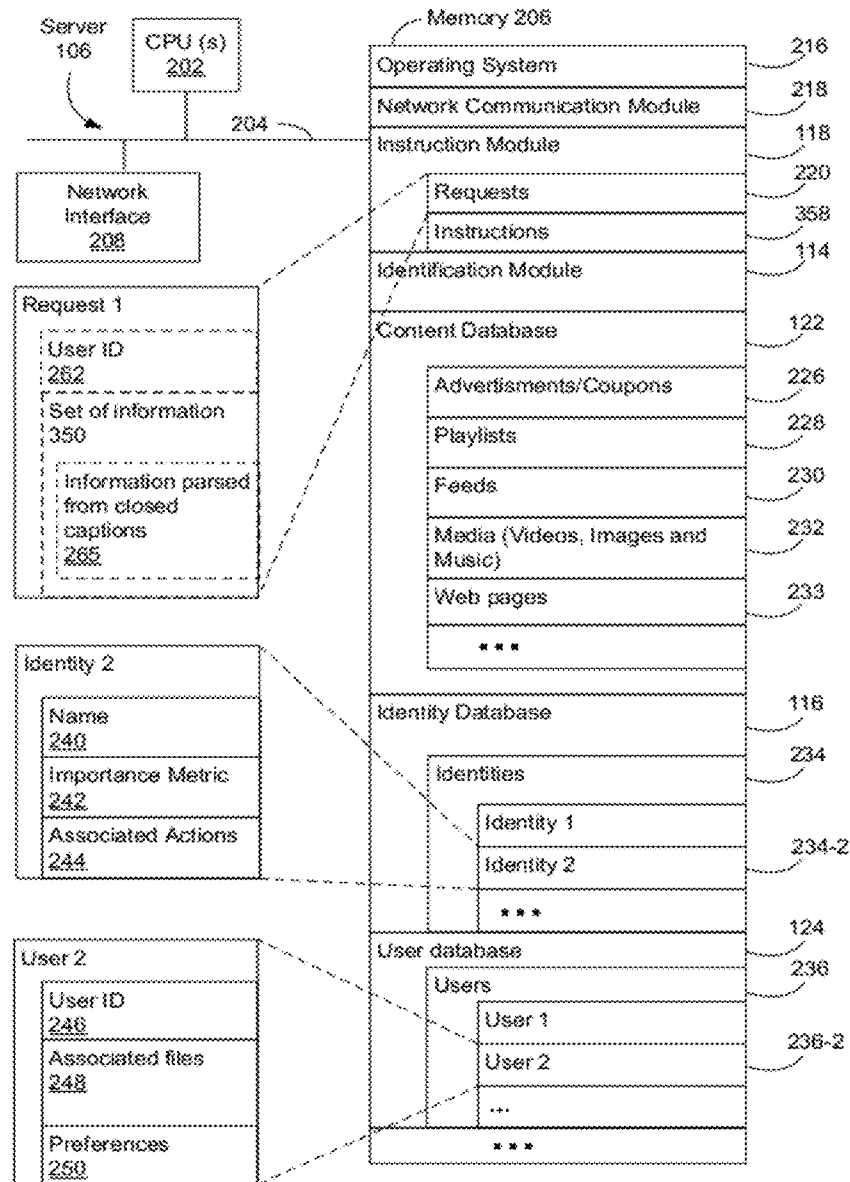 Server
106
CPU (s)
202
204
Network
Interface
208
Memory 206
Operating System
216
Network Communication Module
218
Instruction Module
118
Requests
220
Instructions
358
Identification Module
114
Content Database
122
Advertisments/Coupons
226
Playlists
228
Feeds
230
Media (Videos, Images and
Music)
232
Web pages
233
* * *
Identity Database
116
Identities
234
Identity 1
Identity 2
234-2
* * *
User database
124
Users
236
User 1
User 2
236-2
...
* * *
Request 1
User ID
262
Set of information
350
Information parsed
from closed
captions
265
Identity 2
Name
240
Importance Metric
242
Associated Actions
244
User 2
User ID
246
Associated files
248
Preferences
250